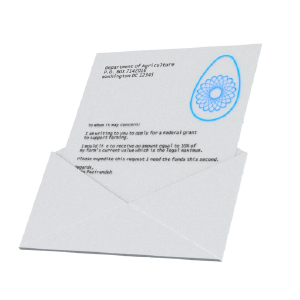 Department of Agriculture
P.O. BOX 7142016
Washington DC 12345
To whom it may concern:
I am writing to you to apply for a federal grant
to support farming.
I would like to receive an amount equal to 10% of
my farm's current value which is the legal maximum.
Please expedite this request I need the funds this second.
Regards,